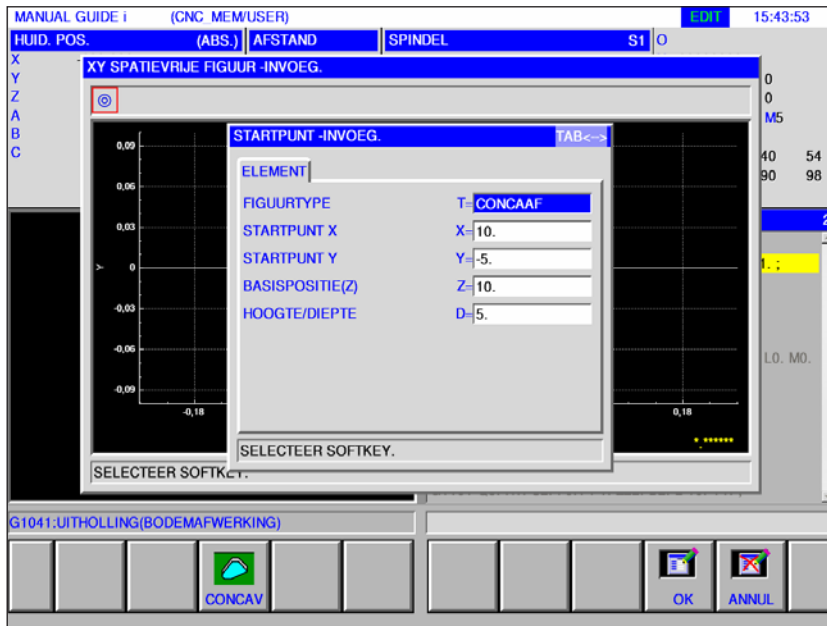 MANUAL GUIDE i (CNC_MEM/USER) EDIT 15:43:53
HUID. POS. (ABS.) AFSTAND SPINDEL S1 O
X
Y 0
Z 0
A M5
B
C 40 54
90 98
XY SPATIEVRIJE FIGUUR -INVOEG.
STARTPUNT -INVOEG. TAB<-->
ELEMENT
FIGUURTYPE T= CONCAAF
STARTPUNT X X= 10.
STARTPUNT Y Y= -5.
BASISPOSITIE(Z) Z= 10.
HOOGTE/DIEPTE D= 5.
SELECTEER SOFTKEY.
0,09
0,06
0,03
Y 0
-0,03
-0,06
-0,09
-0,18 0,18
*.******
SELECTEER SOFTKEY.
2
1. ;
L0. M0.
G1041:UITHOLLING(BODEMAFWERKING)
CONCAV OK ANNUL